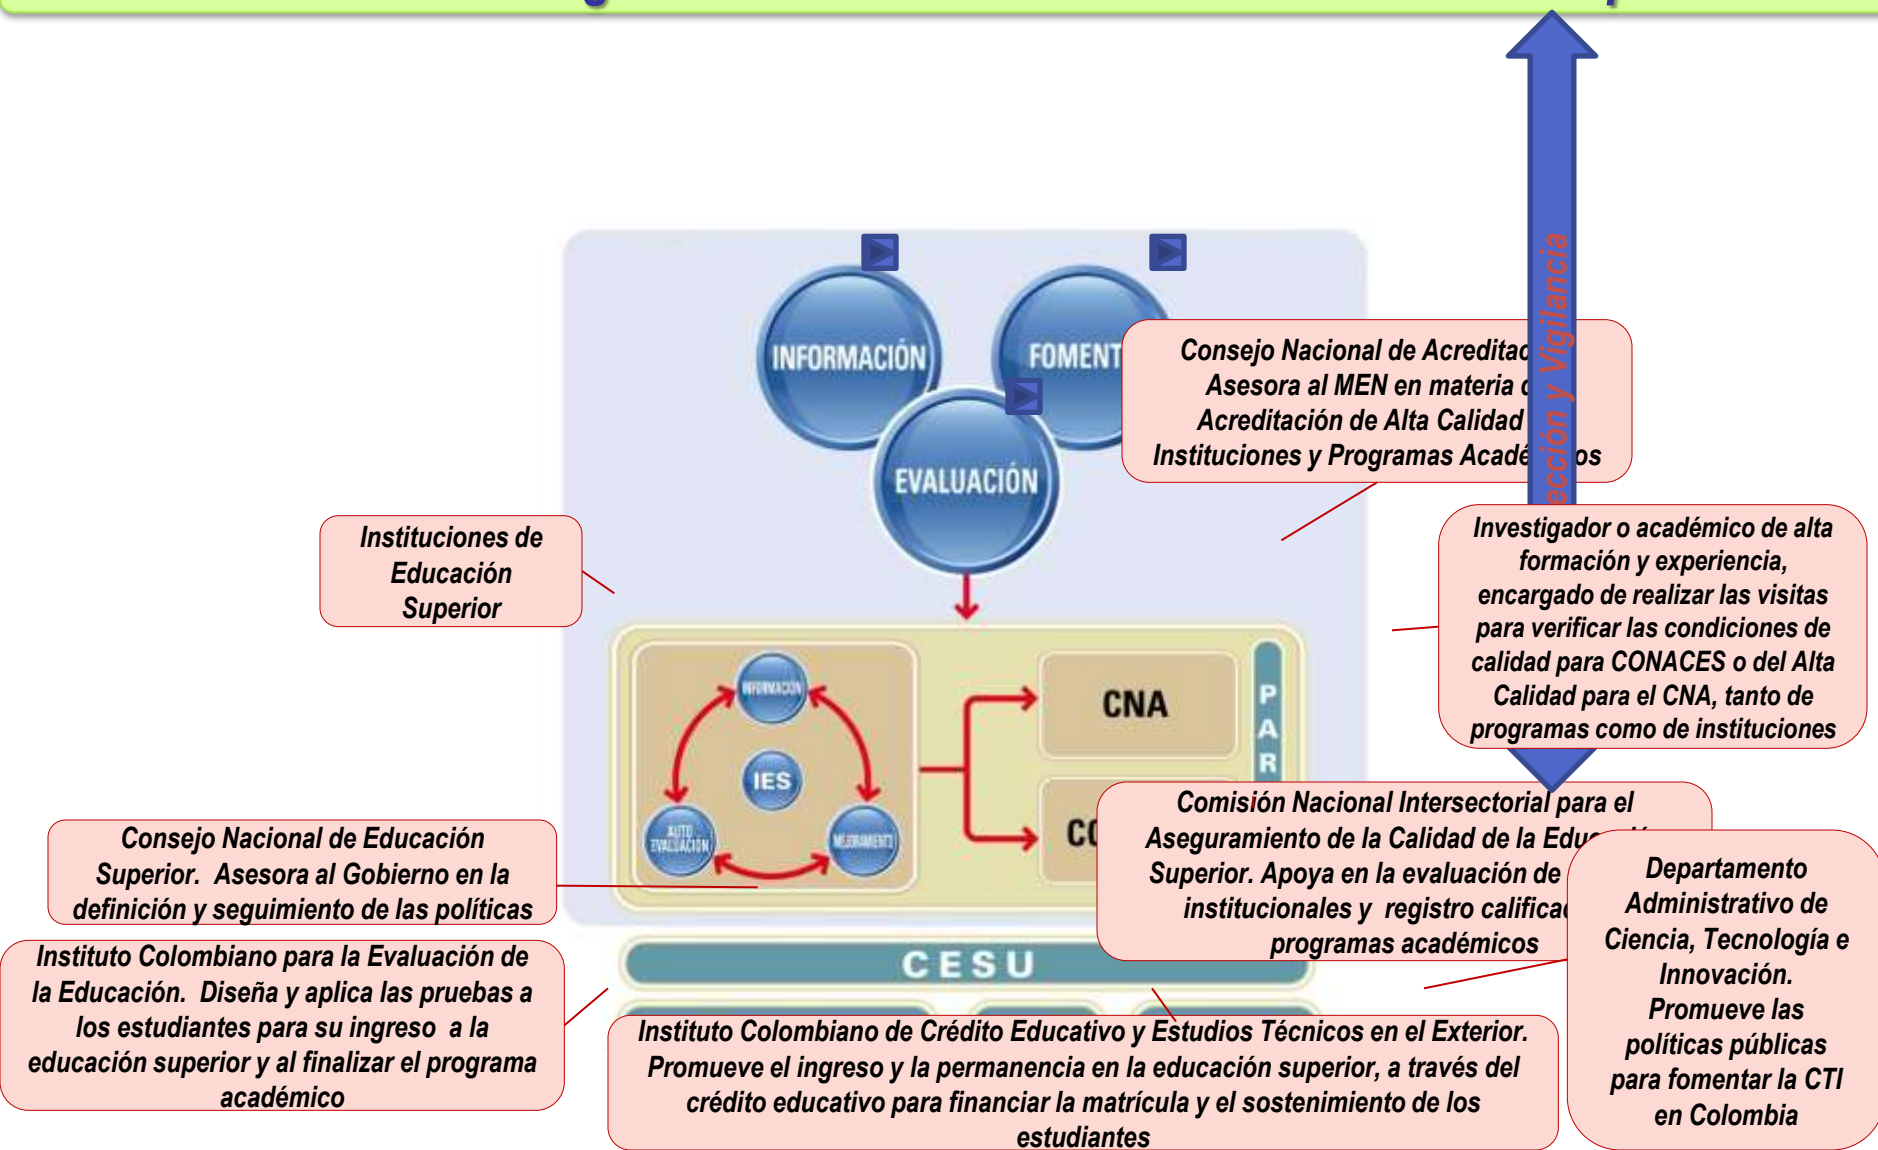 INFORMACIÓN
EVALUACIÓN
Consejo Nacional de
Asesora al MEN en materia
Acreditación de Alta Calidad
Instituciones y Programas
y Vigilancia
Instituciones de
Educación
Superior
Investigador o académico de alta
formación y experiencia,
encargado de realizar las visitas
para verificar las condiciones de
calidad para CONACES o del Alta
Calidad para el CNA, tanto de
programas como de instituciones
INFORMACIÓN
IES
AUTO
EVALUACIÓN
MEJORAMIENTO
CNA
Comisión Nacional Intersectorial para el
Aseguramiento de la Calidad de la
Superior. Apoya en la evaluación de
institucionales y registro
programas académicos
Consejo Nacional de Educación
Superior. Asesora al Gobierno en la
definición y seguimiento de las políticas
CESU
Instituto Colombiano para la Evaluación de
la Educación. Diseña y aplica las pruebas a
los estudiantes para su ingreso a la
educación superior y al finalizar el programa
académico
Instituto Colombiano de Crédito Educativo y Estudios Técnicos en el Exterior.
Promueve el ingreso y la permanencia en la educación superior, a través del
crédito educativo para financiar la matrícula y el sostenimiento de los
estudiantes
Departamento
Administrativo de
Ciencia, Tecnología e
Innovación.
Promueve las
políticas públicas
para fomentar la CTI
en Colombia